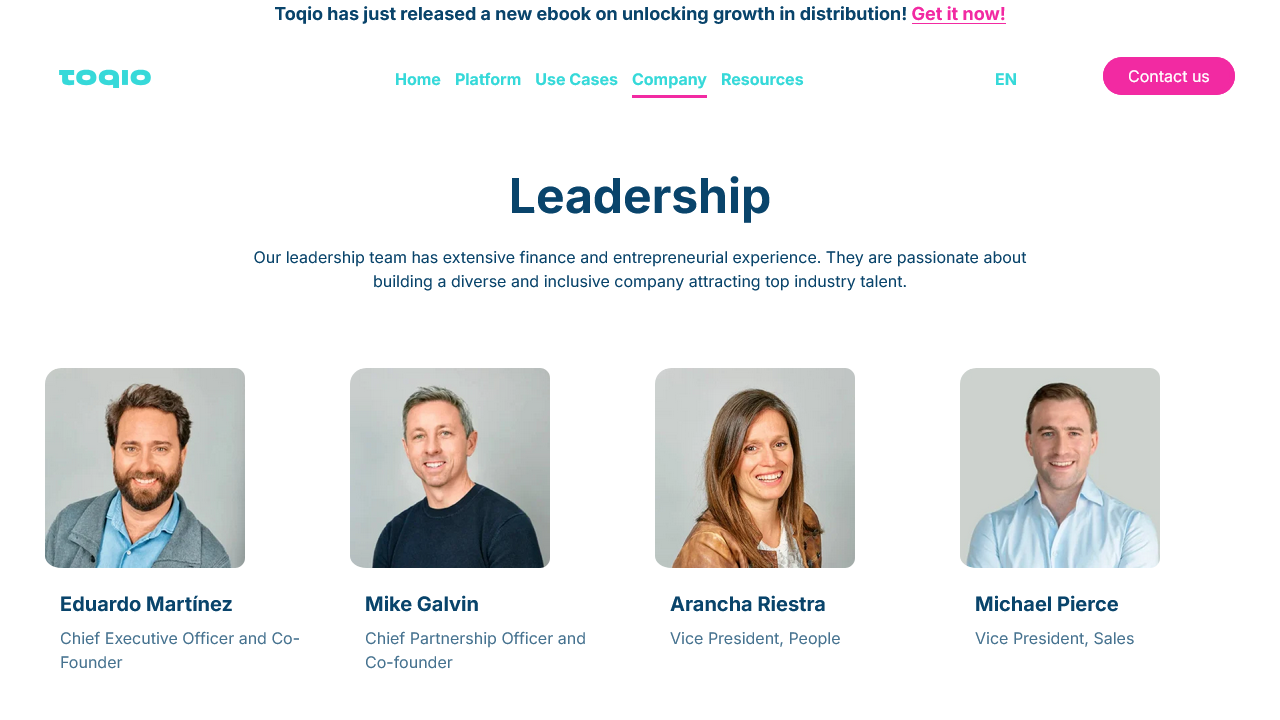 Toqio has just released a new ebook on unlocking growth in distribution! Get it now!
TOQIO
Home Platform Use Cases Company Resources EN Contact us
Leadership
Our leadership team has extensive finance and entrepreneurial experience. They are passionate about
building a diverse and inclusive company attracting top industry talent.
Eduardo Martínez
Chief Executive Officer and Co-
Founder
Mike Galvin
Chief Partnership Officer and
Co-founder
Arancha Riestra
Vice President, People
Michael Pierce
Vice President, Sales